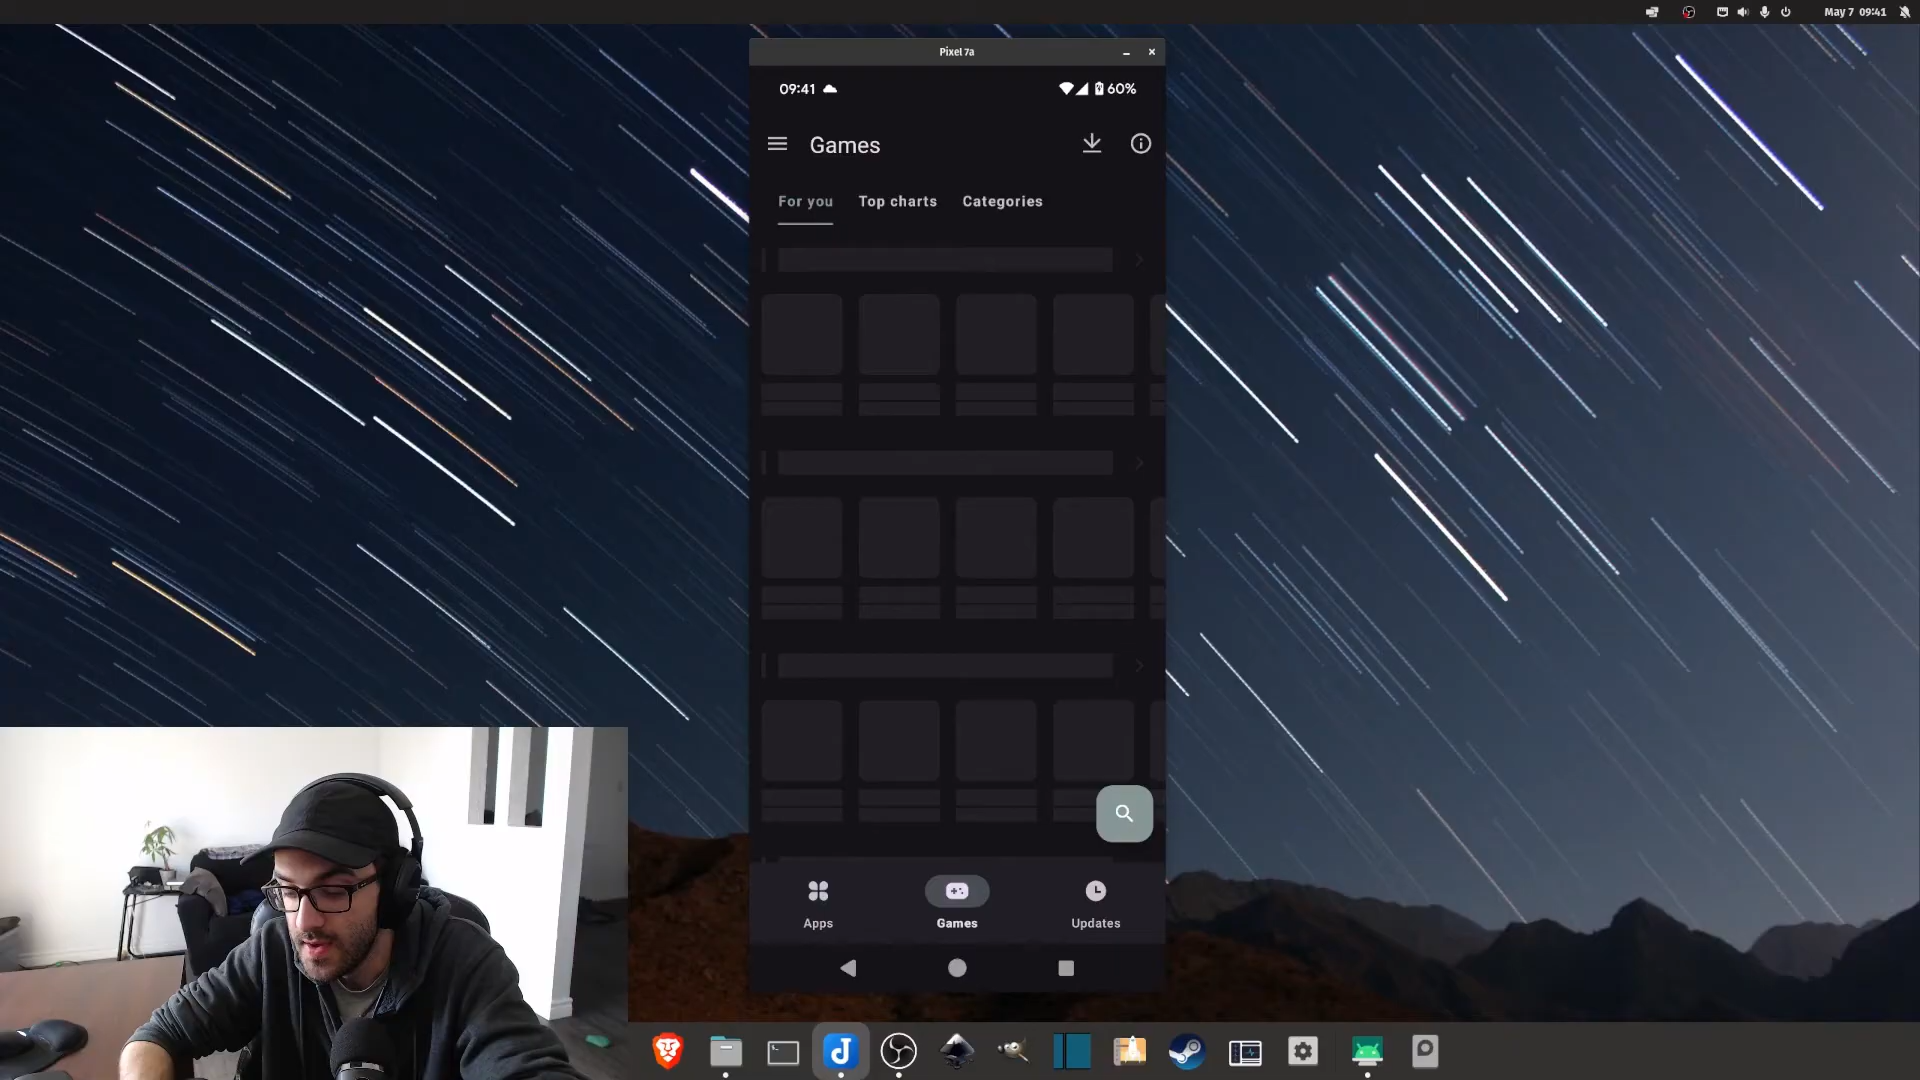 May 7 09:41
Pixel 7a
09:41
60%
Games
For you Top charts Categories
Apps Games Updates